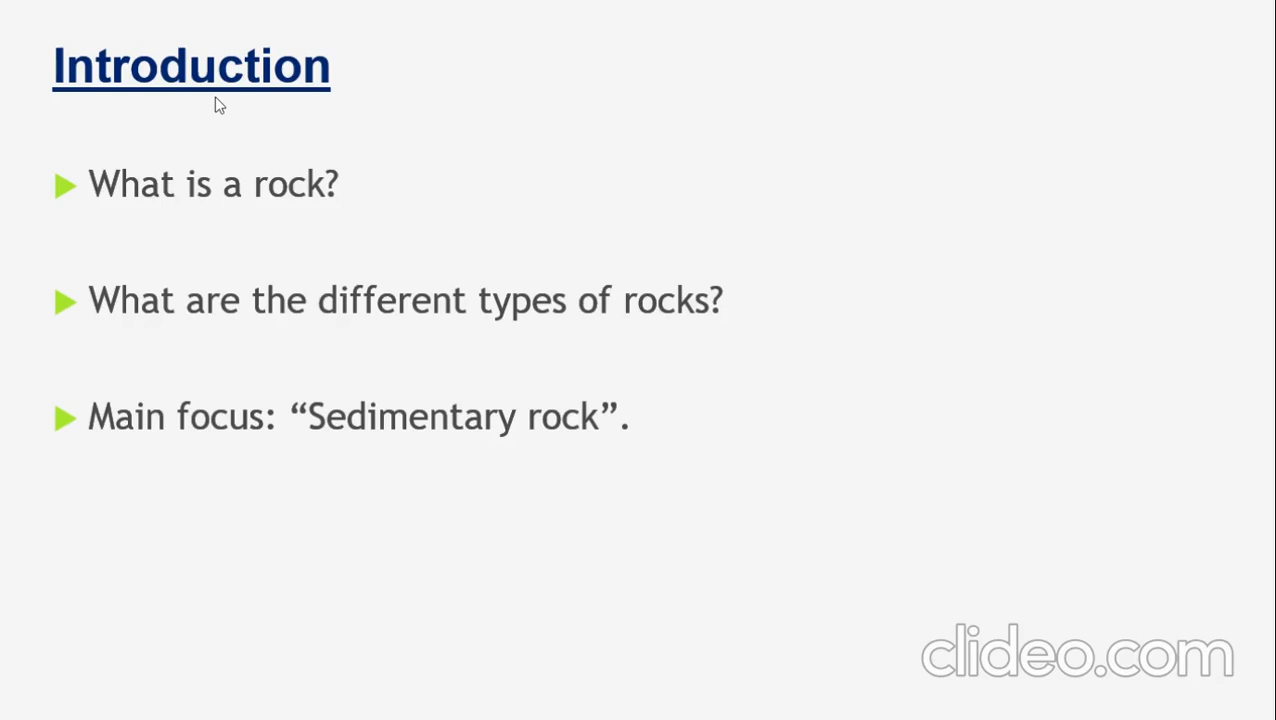 Introduction
What is a rock?
What are the different types of rocks?
Main focus: “Sedimentary rock”.
clideo.com